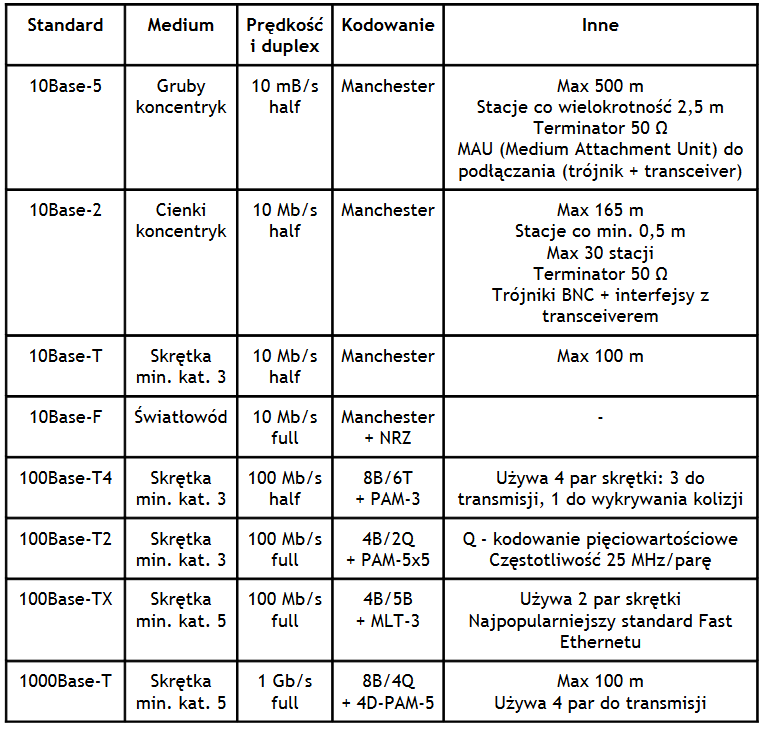 Standard Medium Prędkość i duplex Kodowanie Inne
10Base-5 Gruby koncentryk 10 mB/s half Manchester Max 500 m
Stacje co wielokrotność 2,5 m
Terminator 50 Ω
MAU (Medium Attachment Unit) do
podłączania (trójnik + transceiver)
10Base-2 Cienki koncentryk 10 Mb/s half Manchester Max 165 m
Stacje co min. 0,5 m
Max 30 stacji
Terminator 50 Ω
Trójniki BNC + interfejsy z
transceiverem
10Base-T Skrętka min. kat. 3 10 Mb/s half Manchester Max 100 m
10Base-F Światłowód 10 Mb/s full Manchester + NRZ -
100Base-T4 Skrętka min. kat. 3 100 Mb/s half 8B/6T + PAM-3 Używa 4 par skrętki: 3 do
transmisji, 1 do wykrywania kolizji
100Base-T2 Skrętka min. kat. 3 100 Mb/s full 4B/2Q + PAM-5x5 Q - kodowanie pięciowartościowe
Częstotliwość 25 MHz/parę
100Base-TX Skrętka min. kat. 5 100 Mb/s full 4B/5B + MLT-3 Używa 2 par skrętki
Najpopularniejszy standard Fast
Ethernetu
1000Base-T Skrętka min. kat. 5 1 Gb/s full 8B/4Q + 4D-PAM-5 Max 100 m
Używa 4 par do transmisji